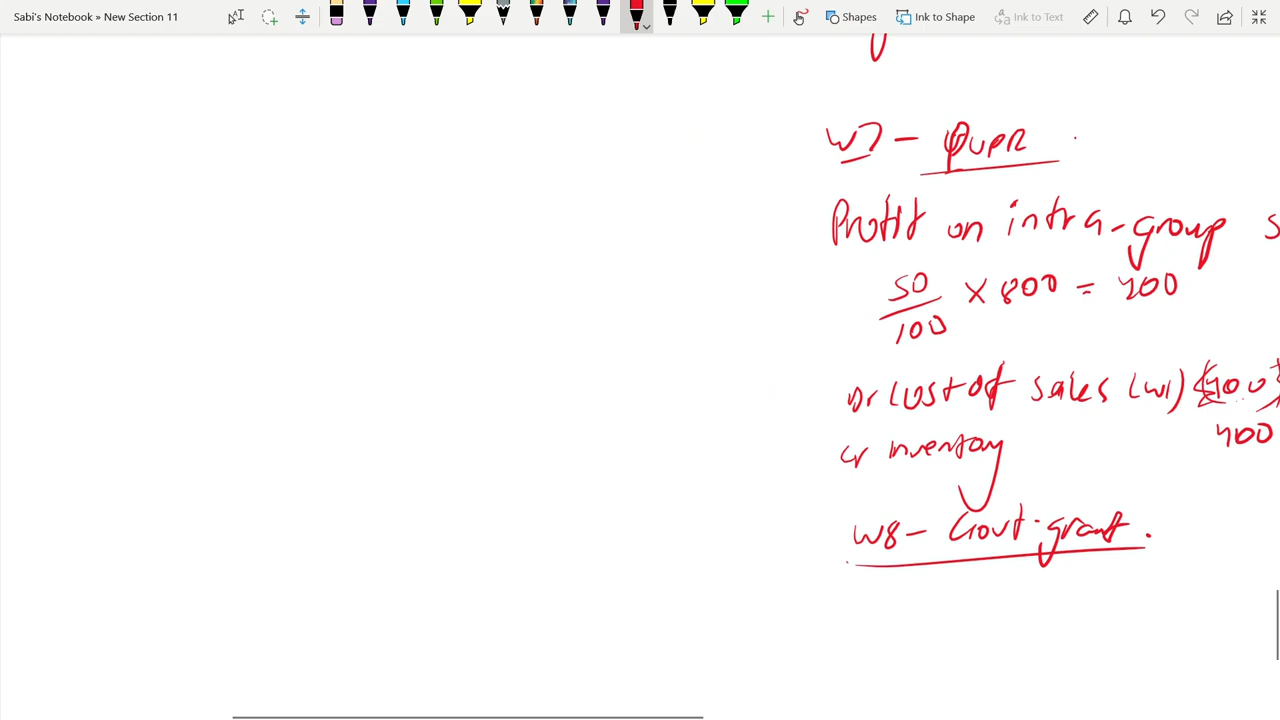 Sabi's Notebook » New Section 11
Shapes
Ink to Shape
Ink to Text
W7 - PUPR
Profit on intra-group s
50/100 × 800 = 400
Dr Cost of sales (W1) 400
400
Cr Inventory
W8 - Govt. grant.